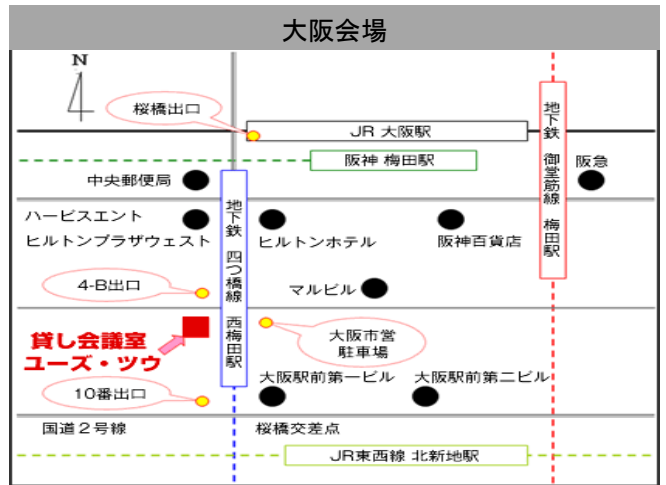 大阪会場
N
桜橋出口
JR 大阪駅
阪神 梅田駅
地下鉄 御堂筋線 梅田駅
阪急
中央郵便局
ハービスエント
ヒルトンプラザウェスト
地下鉄 四つ橋線 西梅田駅
ヒルトンホテル
阪神百貨店
4-B出口
マルビル
貸し会議室
ユーズ・ツウ
大阪市営
駐車場
大阪駅前第一ビル
大阪駅前第二ビル
10番出口
国道２号線
桜橋交差点
JR東西線 北新地駅